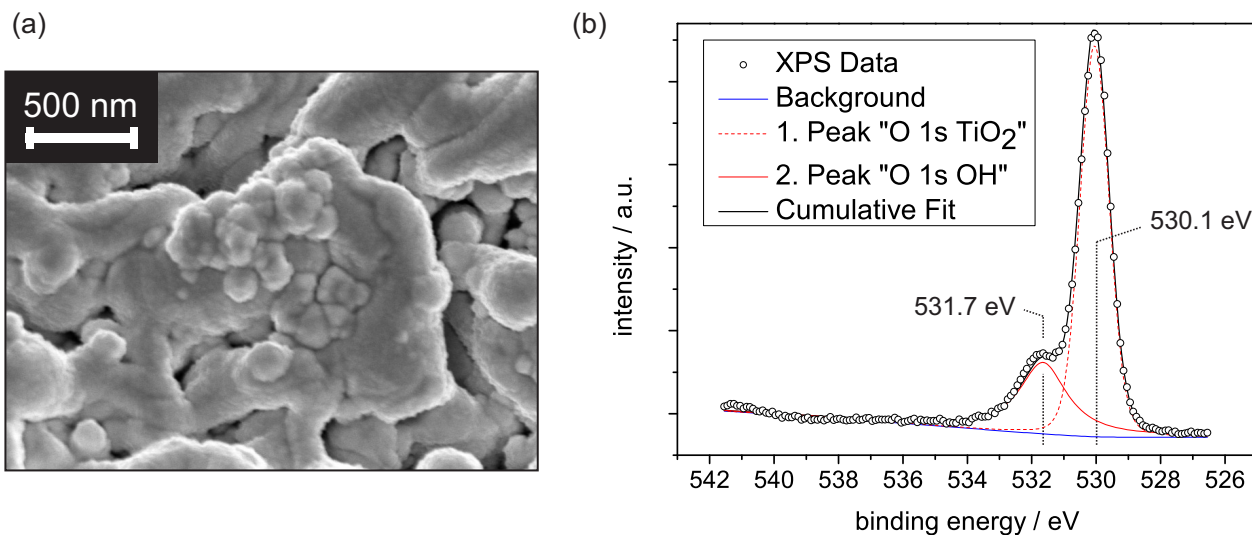 (a)
500 nm
(b)
XPS Data
Background
1. Peak "O 1s TiO2"
2. Peak "O 1s OH"
Cumulative Fit
530.1 eV
531.7 eV
intensity / a.u.
542 540 538 536 534 532 530 528 526
binding energy / eV